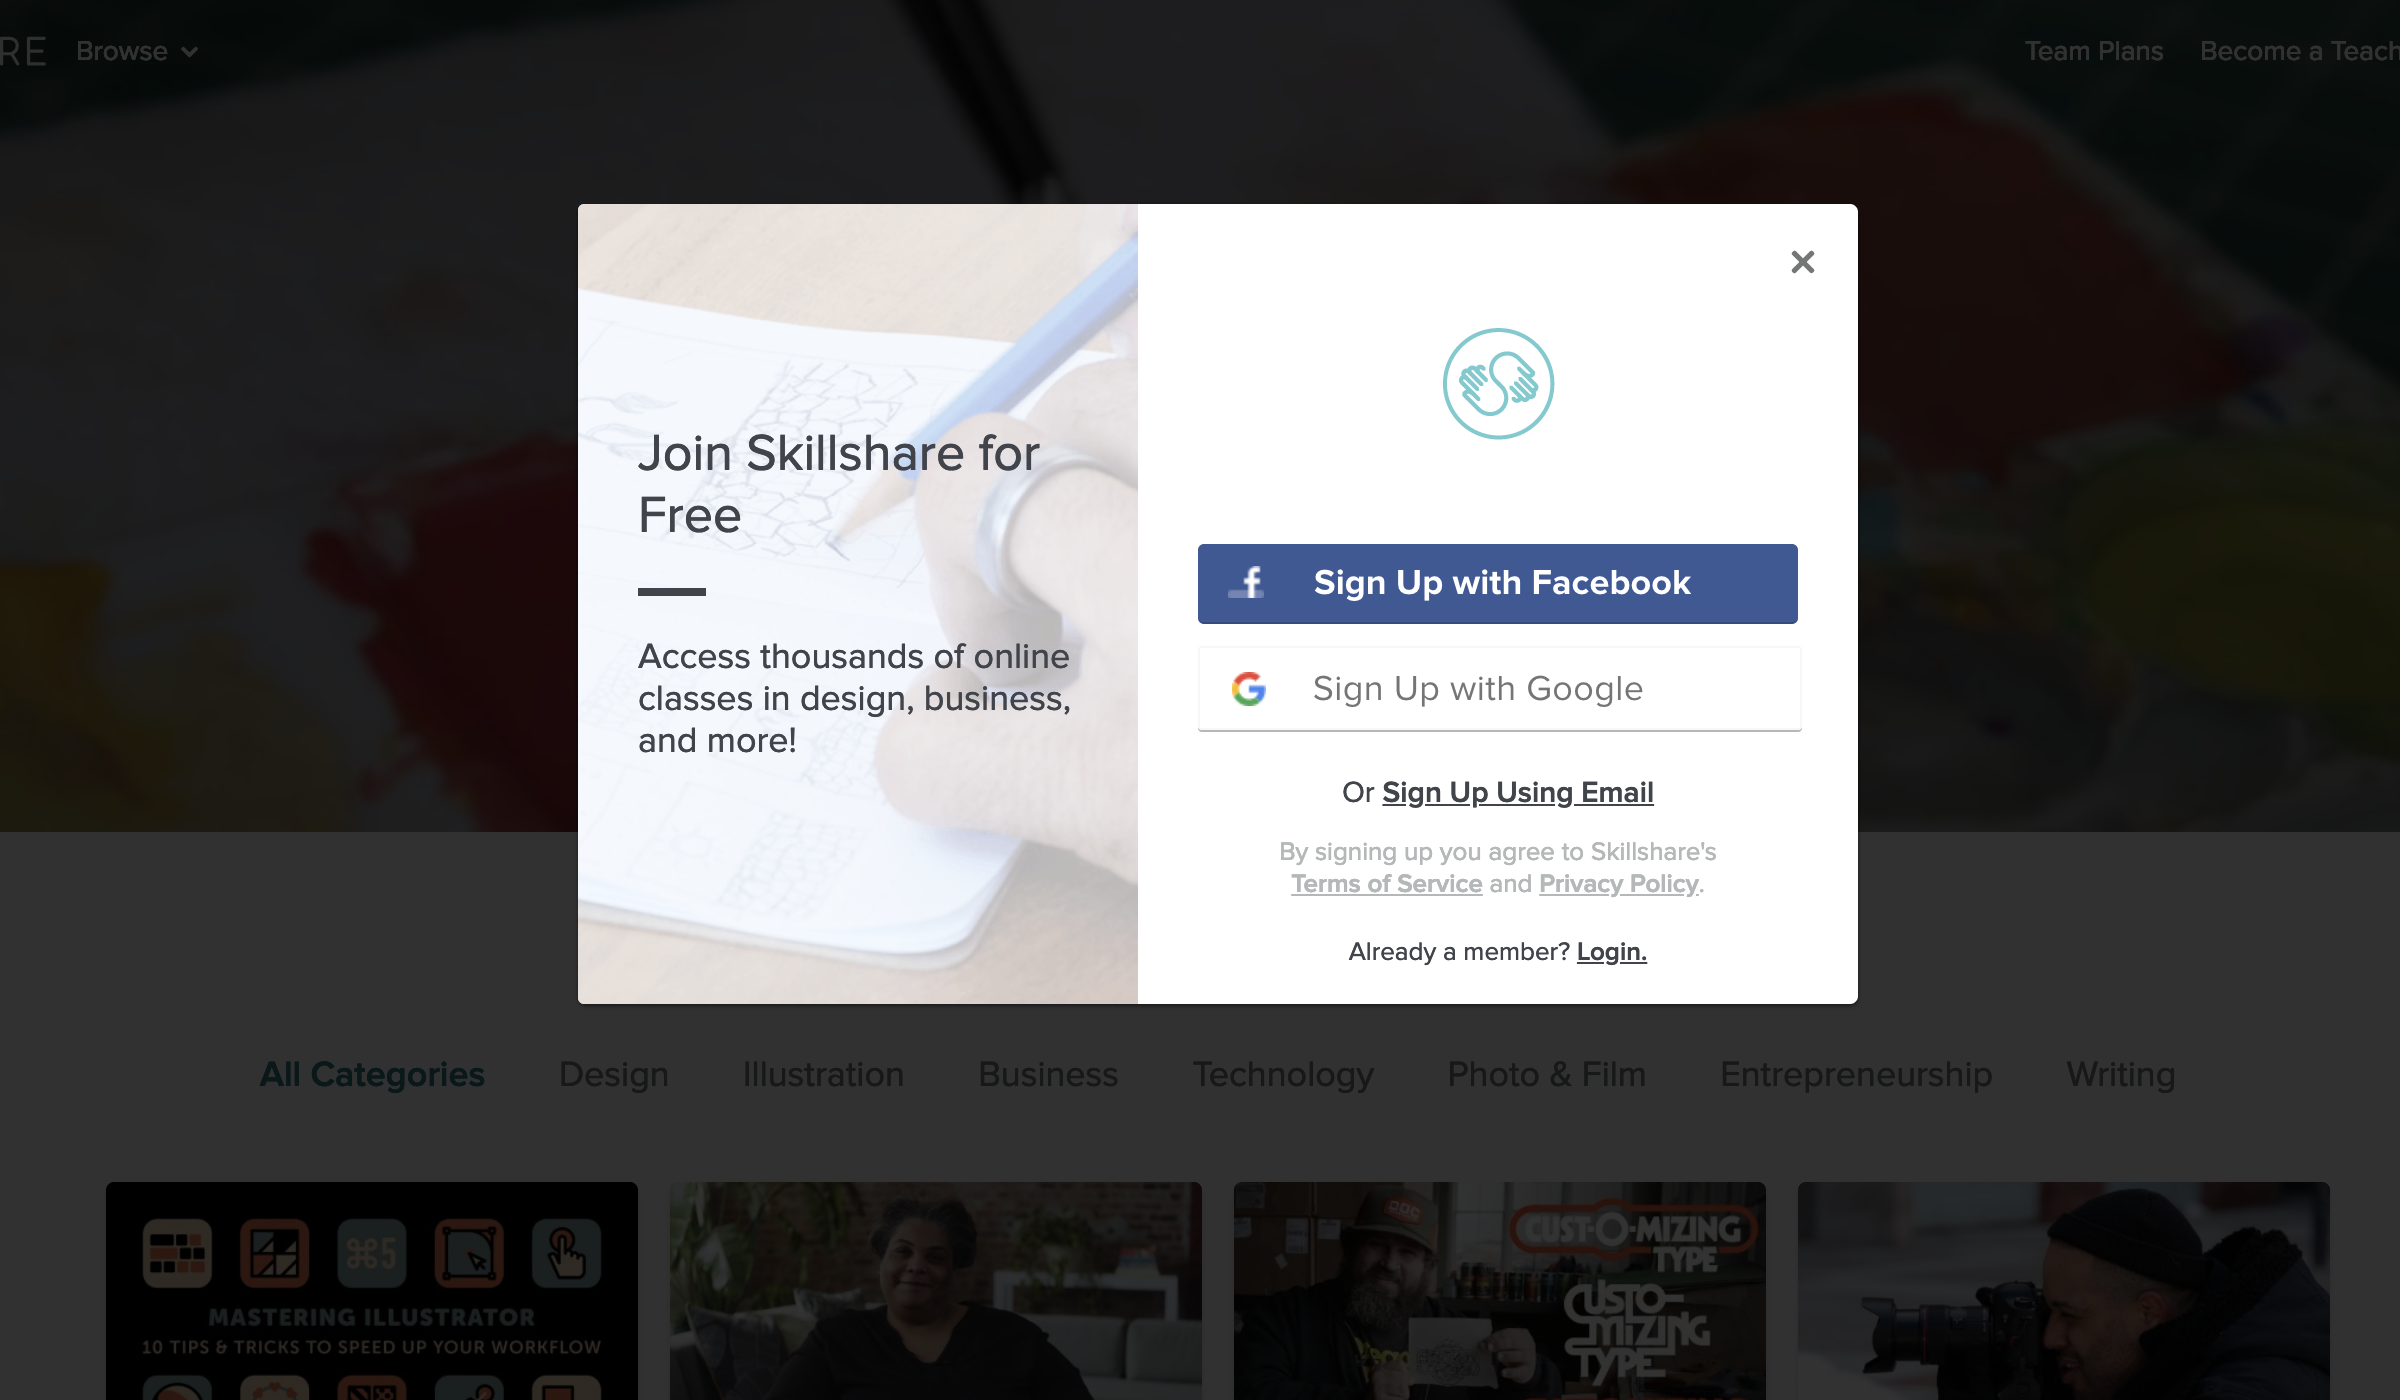 RE
Browse
Team Plans
Become a Teach
Join Skillshare for
Free
Access thousands of online
classes in design, business,
and more!
Sign Up with Facebook
Sign Up with Google
Or Sign Up Using Email
By signing up you agree to Skillshare's
Terms of Service and Privacy Policy.
Already a member? Login.
All Categories
Design
Illustration
Business
Technology
Photo & Film
Entrepreneurship
Writing
⌘5
MASTERING ILLUSTRATOR
10 TIPS & TRICKS TO SPEED UP YOUR WORKFLOW
CUST-O-MIZING
TYPE
CUSTO-
MIZING
TYPE